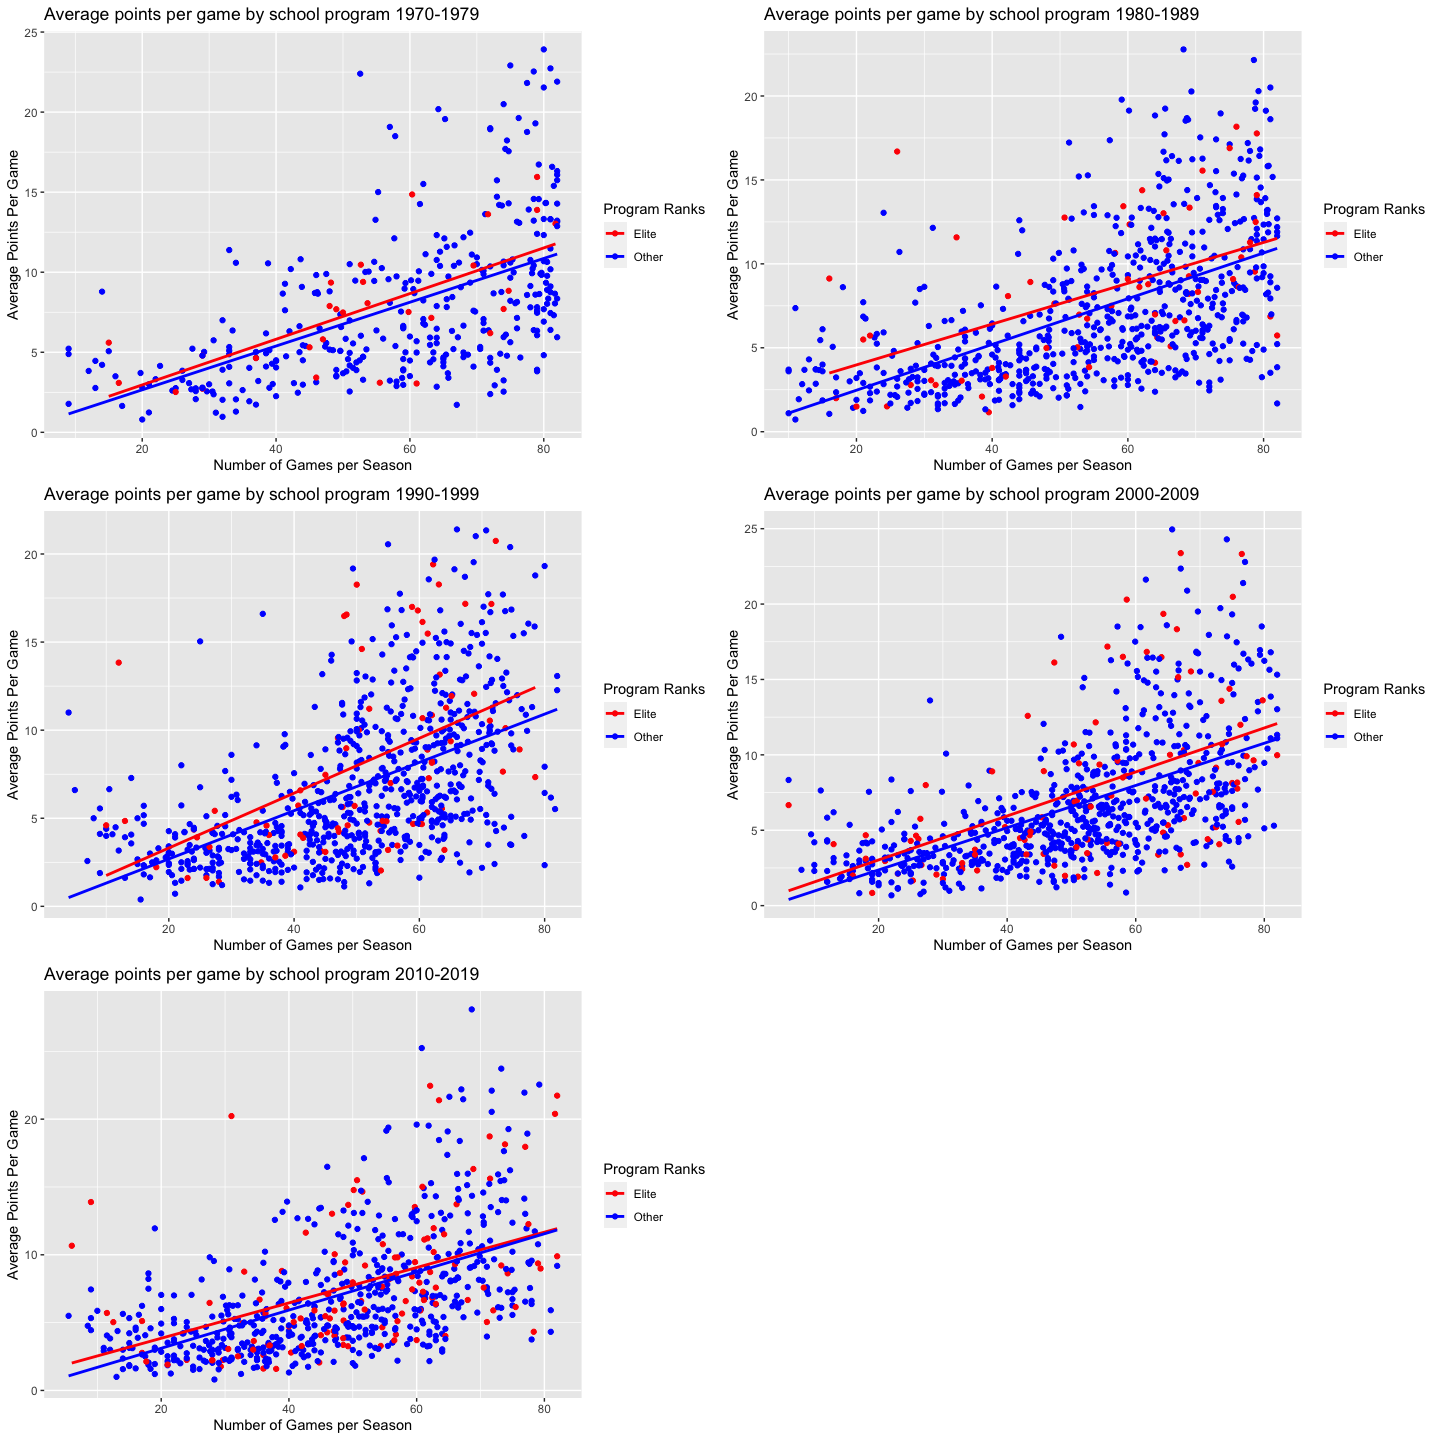 Average points per game by school program 1970-1979
25
20
15
10
5
0
20
40
60
80
Average Points Per Game
Number of Games per Season
Program Ranks
Elite
Other
Average points per game by school program 1980-1989
20
15
10
5
0
20
40
60
80
Average Points Per Game
Number of Games per Season
Program Ranks
Elite
Other
Average points per game by school program 1990-1999
20
15
10
5
0
20
40
60
80
Average Points Per Game
Number of Games per Season
Program Ranks
Elite
Other
Average points per game by school program 2000-2009
25
20
15
10
5
0
20
40
60
80
Average Points Per Game
Number of Games per Season
Program Ranks
Elite
Other
Average points per game by school program 2010-2019
20
10
0
20
40
60
80
Average Points Per Game
Number of Games per Season
Program Ranks
Elite
Other